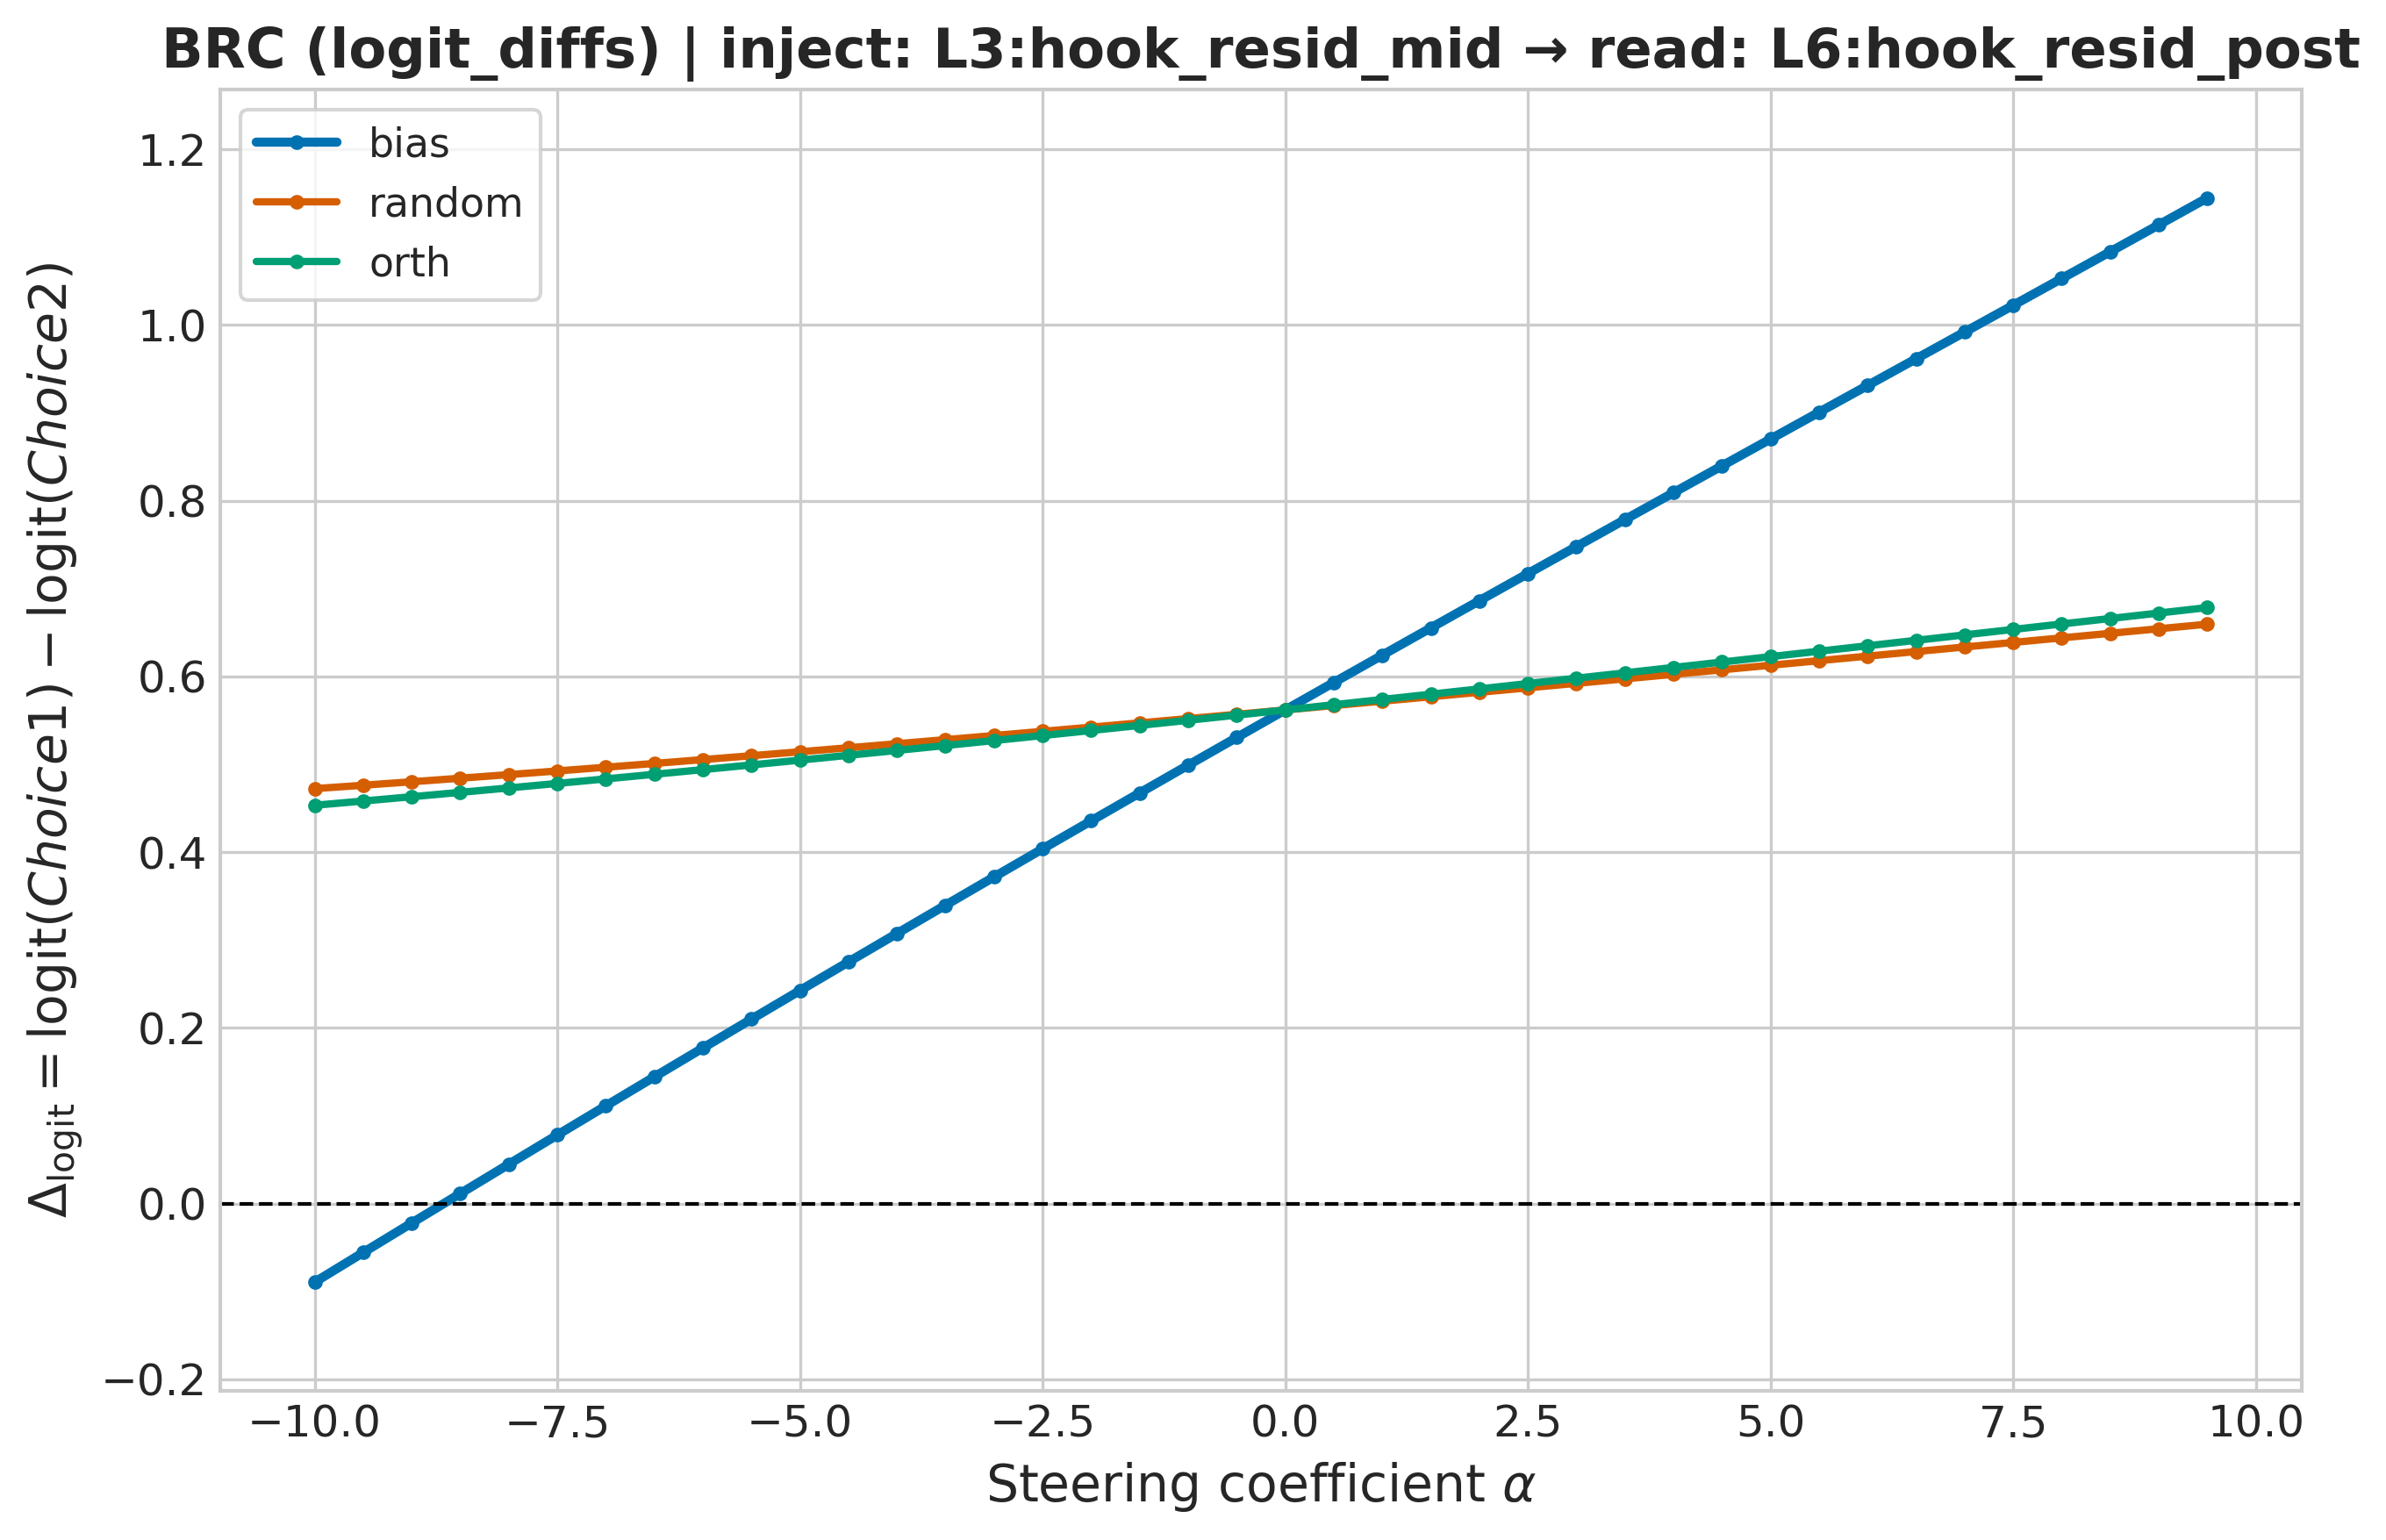 BRC (logit_diffs) | inject: L3:hook_resid_mid → read: L6:hook_resid_post
bias
random
orth
Δlogit = logit(Choice1) − logit(Choice2)
1.2
1.0
0.8
0.6
0.4
0.2
0.0
−0.2
−10.0 −7.5 −5.0 −2.5 0.0 2.5 5.0 7.5 10.0
Steering coefficient α